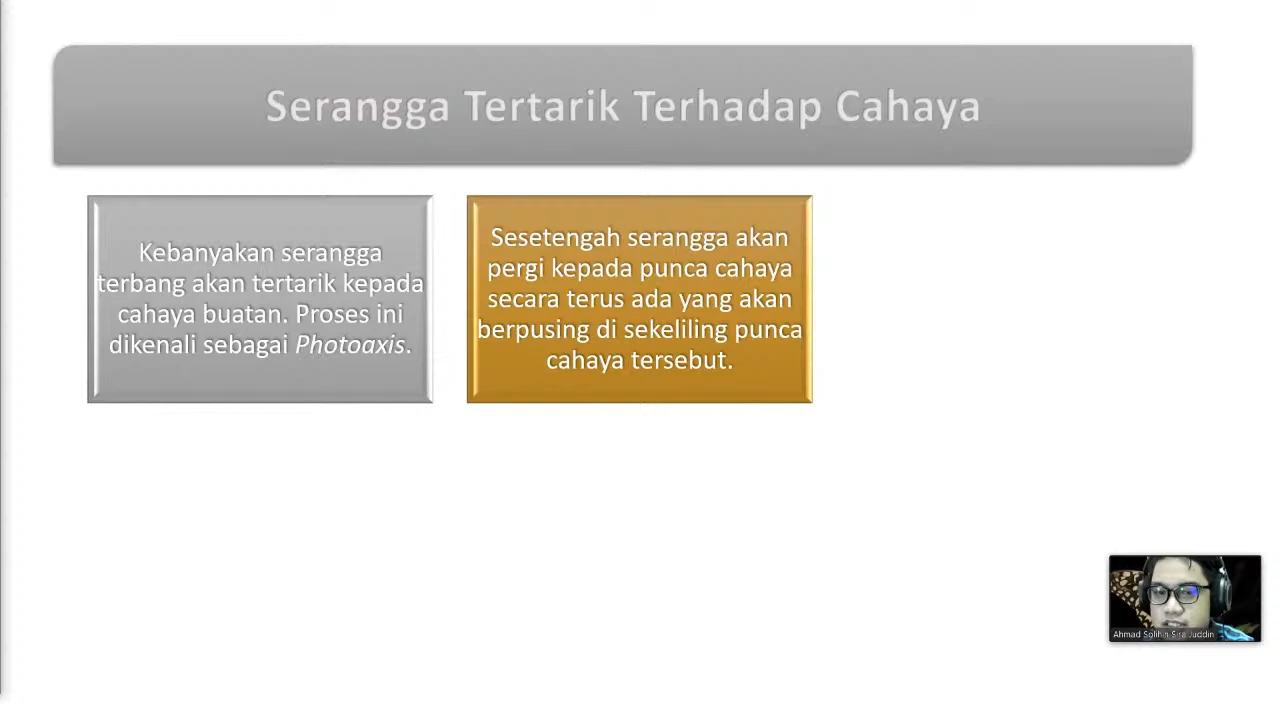 Serangga Tertarik Terhadap Cahaya
Kebanyakan serangga
terbang akan tertarik kepada
cahaya buatan. Proses ini
dikenali sebagai Photoaxis.
Sesetengah serangga akan
pergi kepada punca cahaya
secara terus ada yang akan
berpusing di sekeliling punca
cahaya tersebut.
Ahmad Solihin Sira Juddin